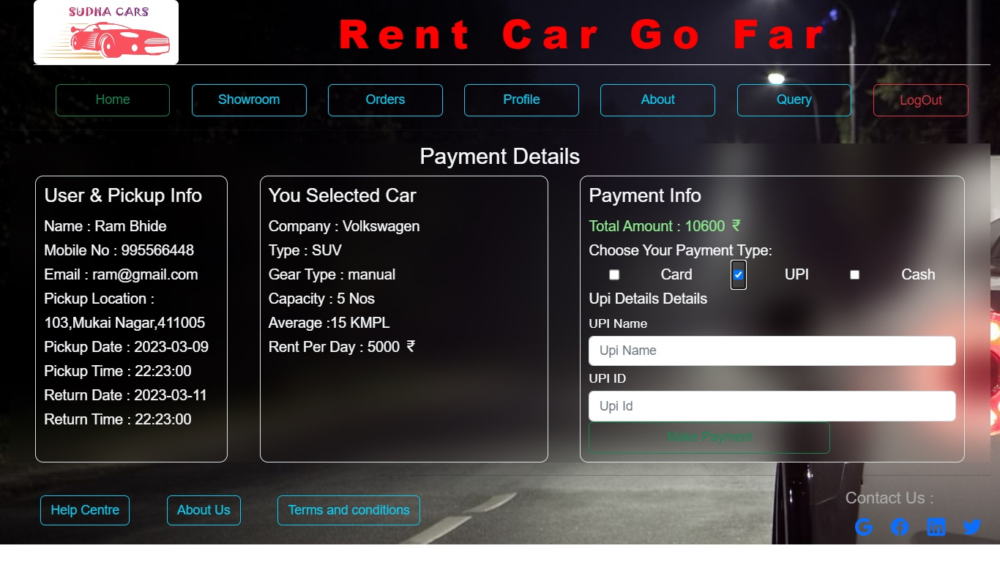 SUDHA CARS
Rent Car Go Far
Home
Showroom
Orders
Profile
About
Query
LogOut
Payment Details
User & Pickup Info
Name : Ram Bhide
Mobile No : 995566448
Email : ram@gmail.com
Pickup Location :
103,Mukai Nagar,411005
Pickup Date : 2023-03-09
Pickup Time : 22:23:00
Return Date : 2023-03-11
Return Time : 22:23:00
You Selected Car
Company : Volkswagen
Type : SUV
Gear Type : manual
Capacity : 5 Nos
Average :15 KMPL
Rent Per Day : 5000 ₹
Payment Info
Total Amount : 10600 ₹
Choose Your Payment Type:
Card UPI Cash
Upi Details Details
UPI Name
Upi Name
UPI ID
Upi Id
Make Payment
Help Centre
About Us
Terms and conditions
Contact Us :